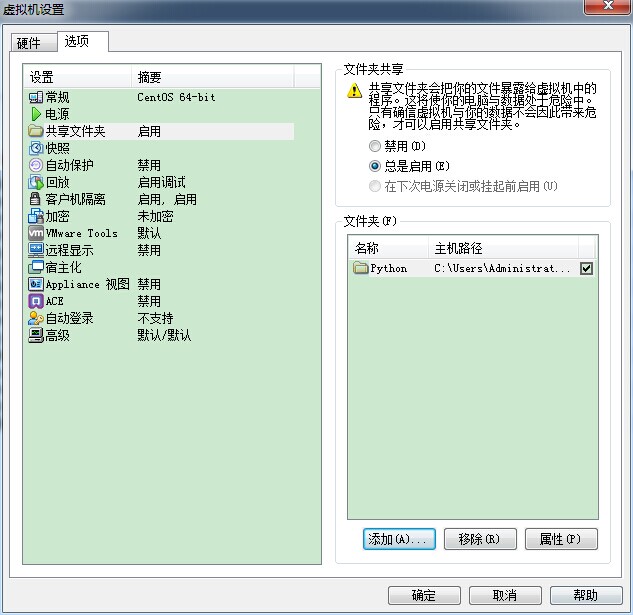 虚拟机设置
硬件 选项
设置 摘要
常规 CentOS 64-bit
电源
共享文件夹 启用
快照
自动保护 禁用
回放 启用调试
客户机隔离 启用, 启用
加密 未加密
VMware Tools 默认
远程显示 禁用
宿主化
Appliance 视图 禁用
ACE 禁用
自动登录 不支持
高级 默认/默认
文件夹共享
共享文件夹会把你的文件暴露给虚拟机中的
程序。这将使你的电脑与数据处于危险中。
只有确信虚拟机与你的数据不会因此带来危
险，才可以启用共享文件夹。
禁用(D)
总是启用(E)
在下次电源关闭或挂起前启用(U)
文件夹(F)
名称 主机路径
Python C:\Users\Administrat...
添加(A)... 移除(R) 属性(P)
确定 取消 帮助